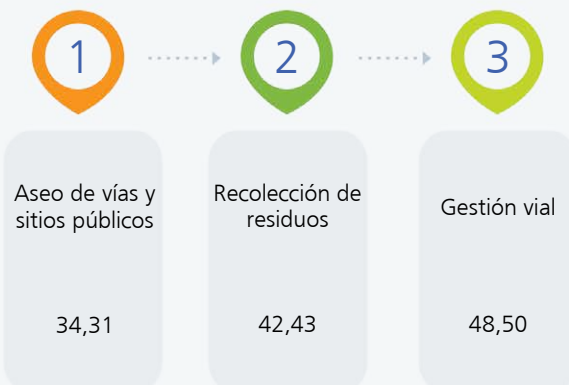 1
2
3
Aseo de vías y
sitios públicos
34,31
Recolección de
residuos
42,43
Gestión vial
48,50